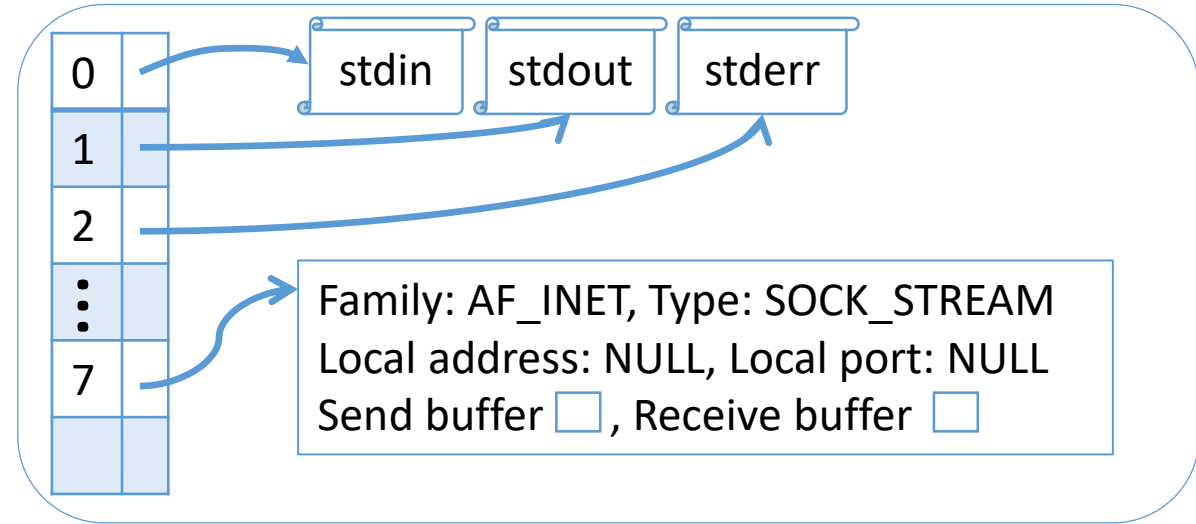 0
stdin
stdout
stderr
1
2
⋮
7
Family: AF_INET, Type: SOCK_STREAM
Local address: NULL, Local port: NULL
Send buffer , Receive buffer